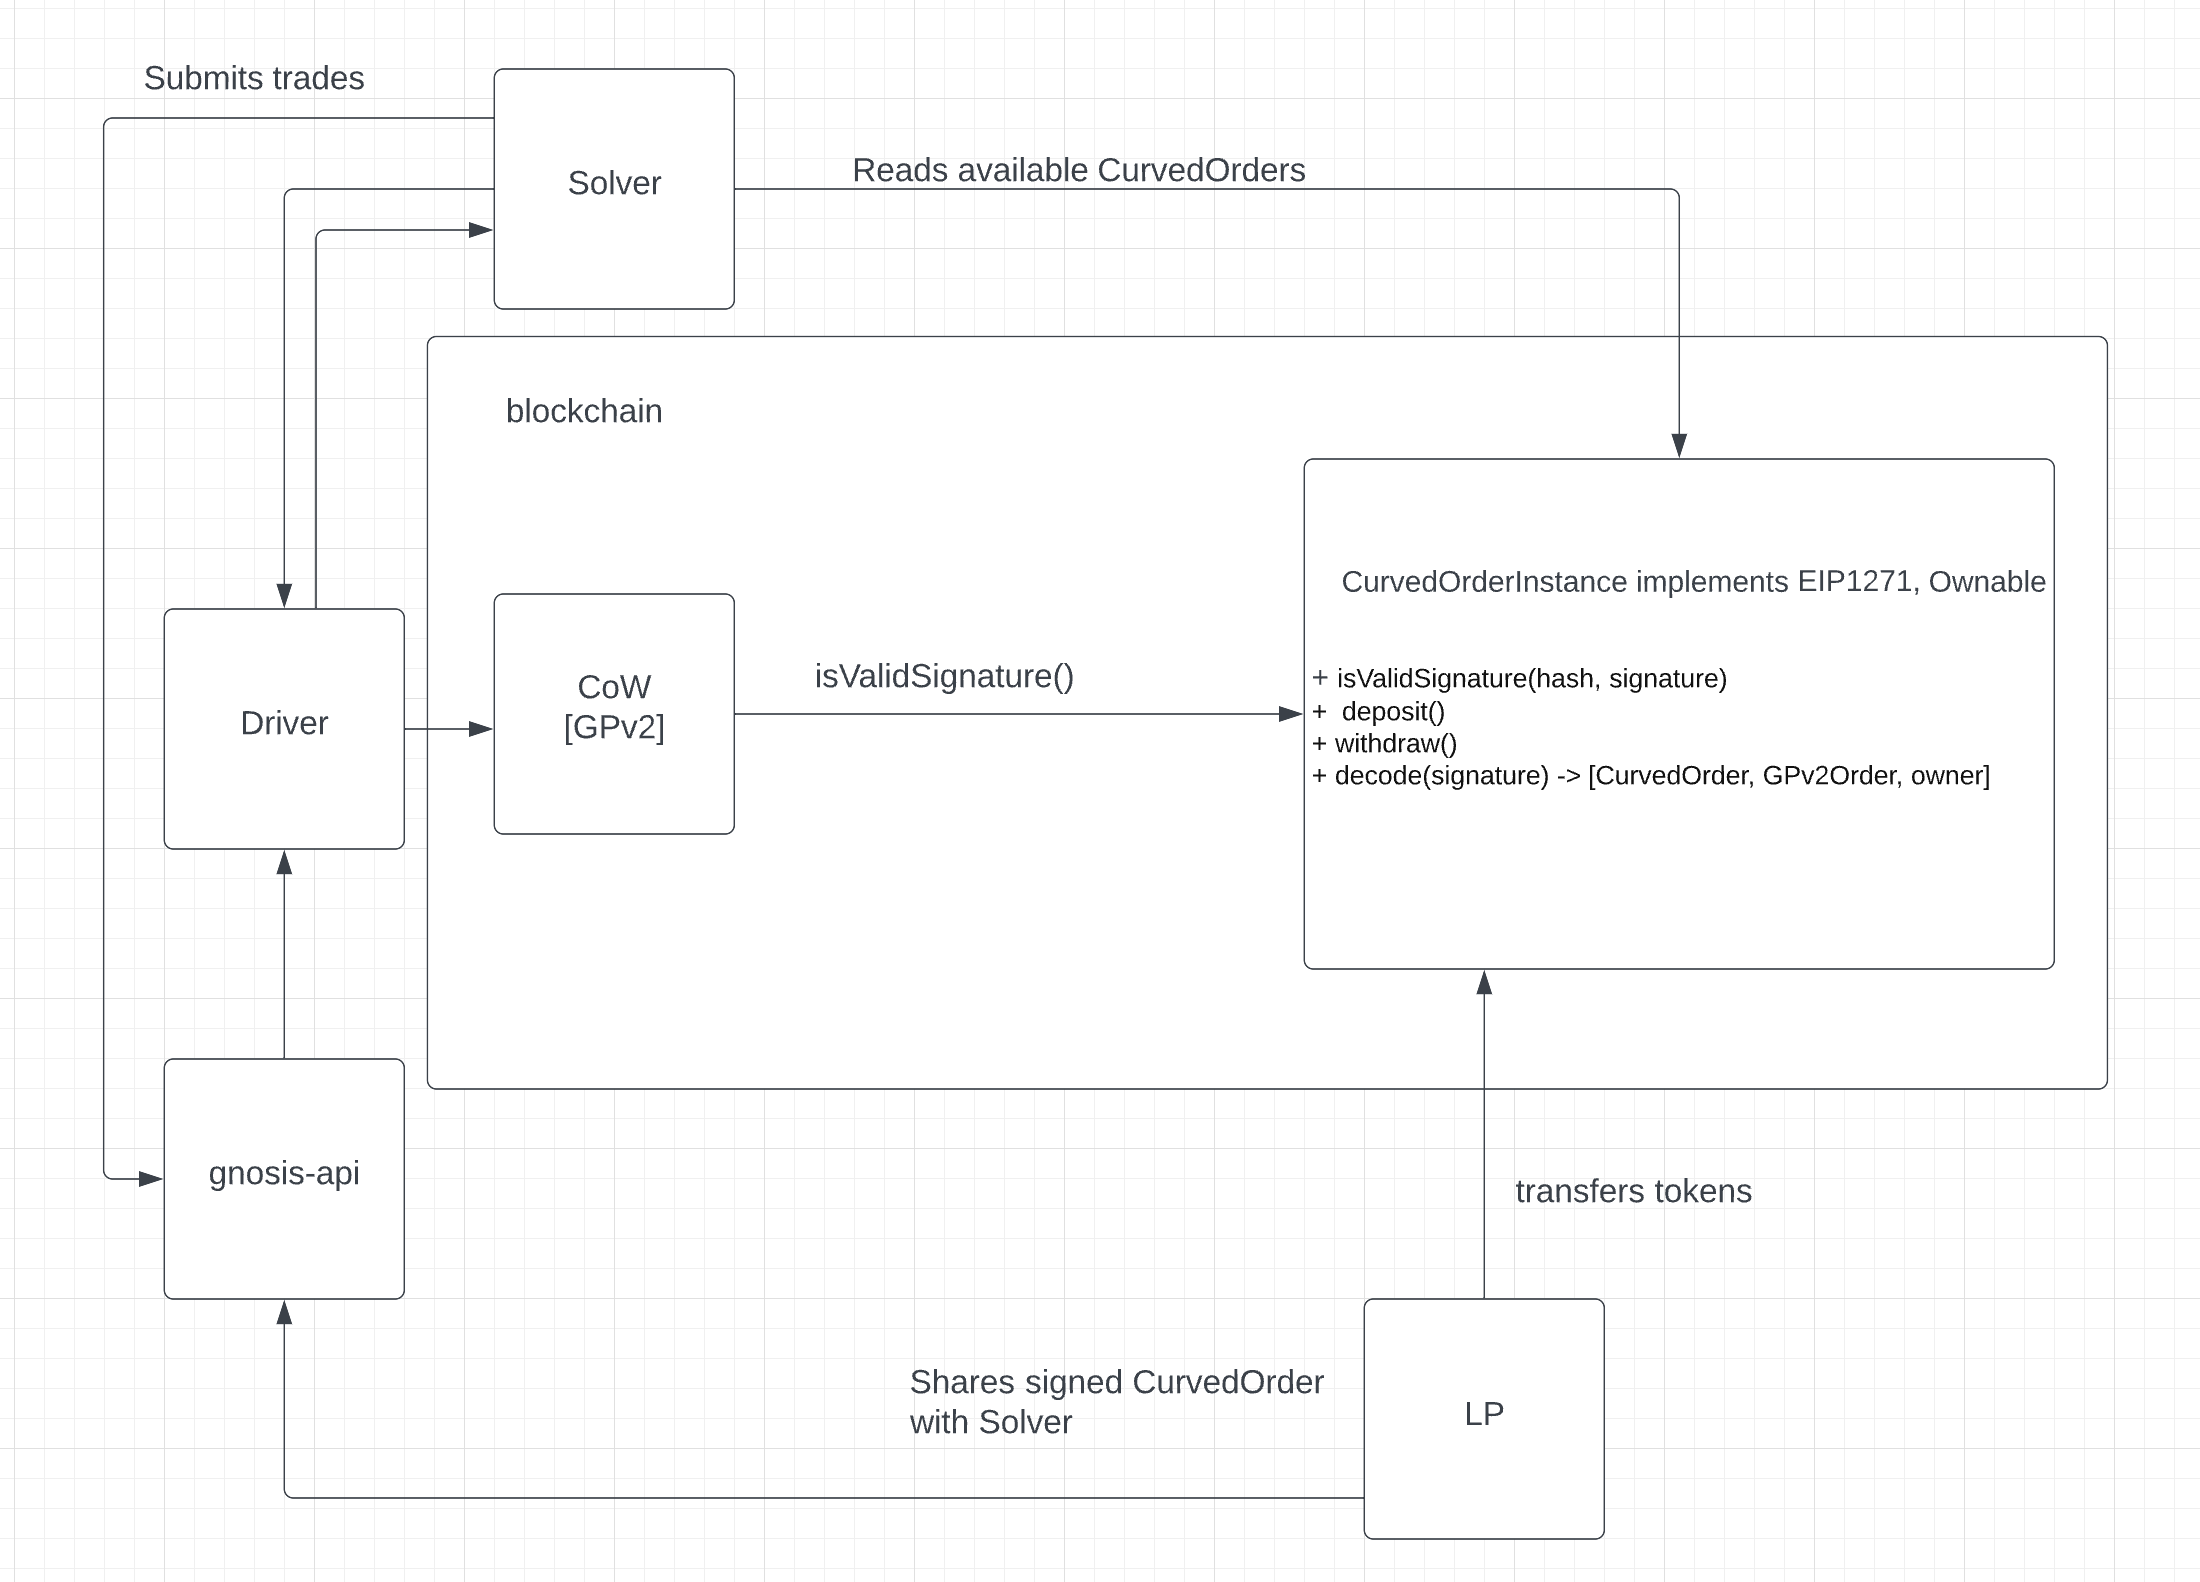 Submits trades
Solver
Reads available CurvedOrders
blockchain
CurvedOrderInstance implements EIP1271, Ownable
Driver
CoW
[GPv2]
isValidSignature()
+ isValidSignature(hash, signature)
+  deposit()
+ withdraw()
+ decode(signature) -> [CurvedOrder, GPv2Order, owner]
gnosis-api
transfers tokens
Shares signed CurvedOrder
with Solver
LP